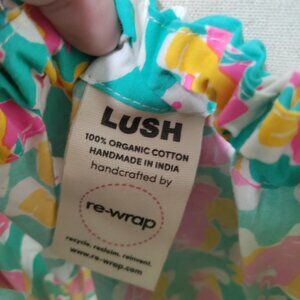 LUSH
100% ORGANIC COTTON
HANDMADE IN INDIA
handcrafted by
re-wrap
recycle. reclaim. reinvent.
www.re-wrap.com